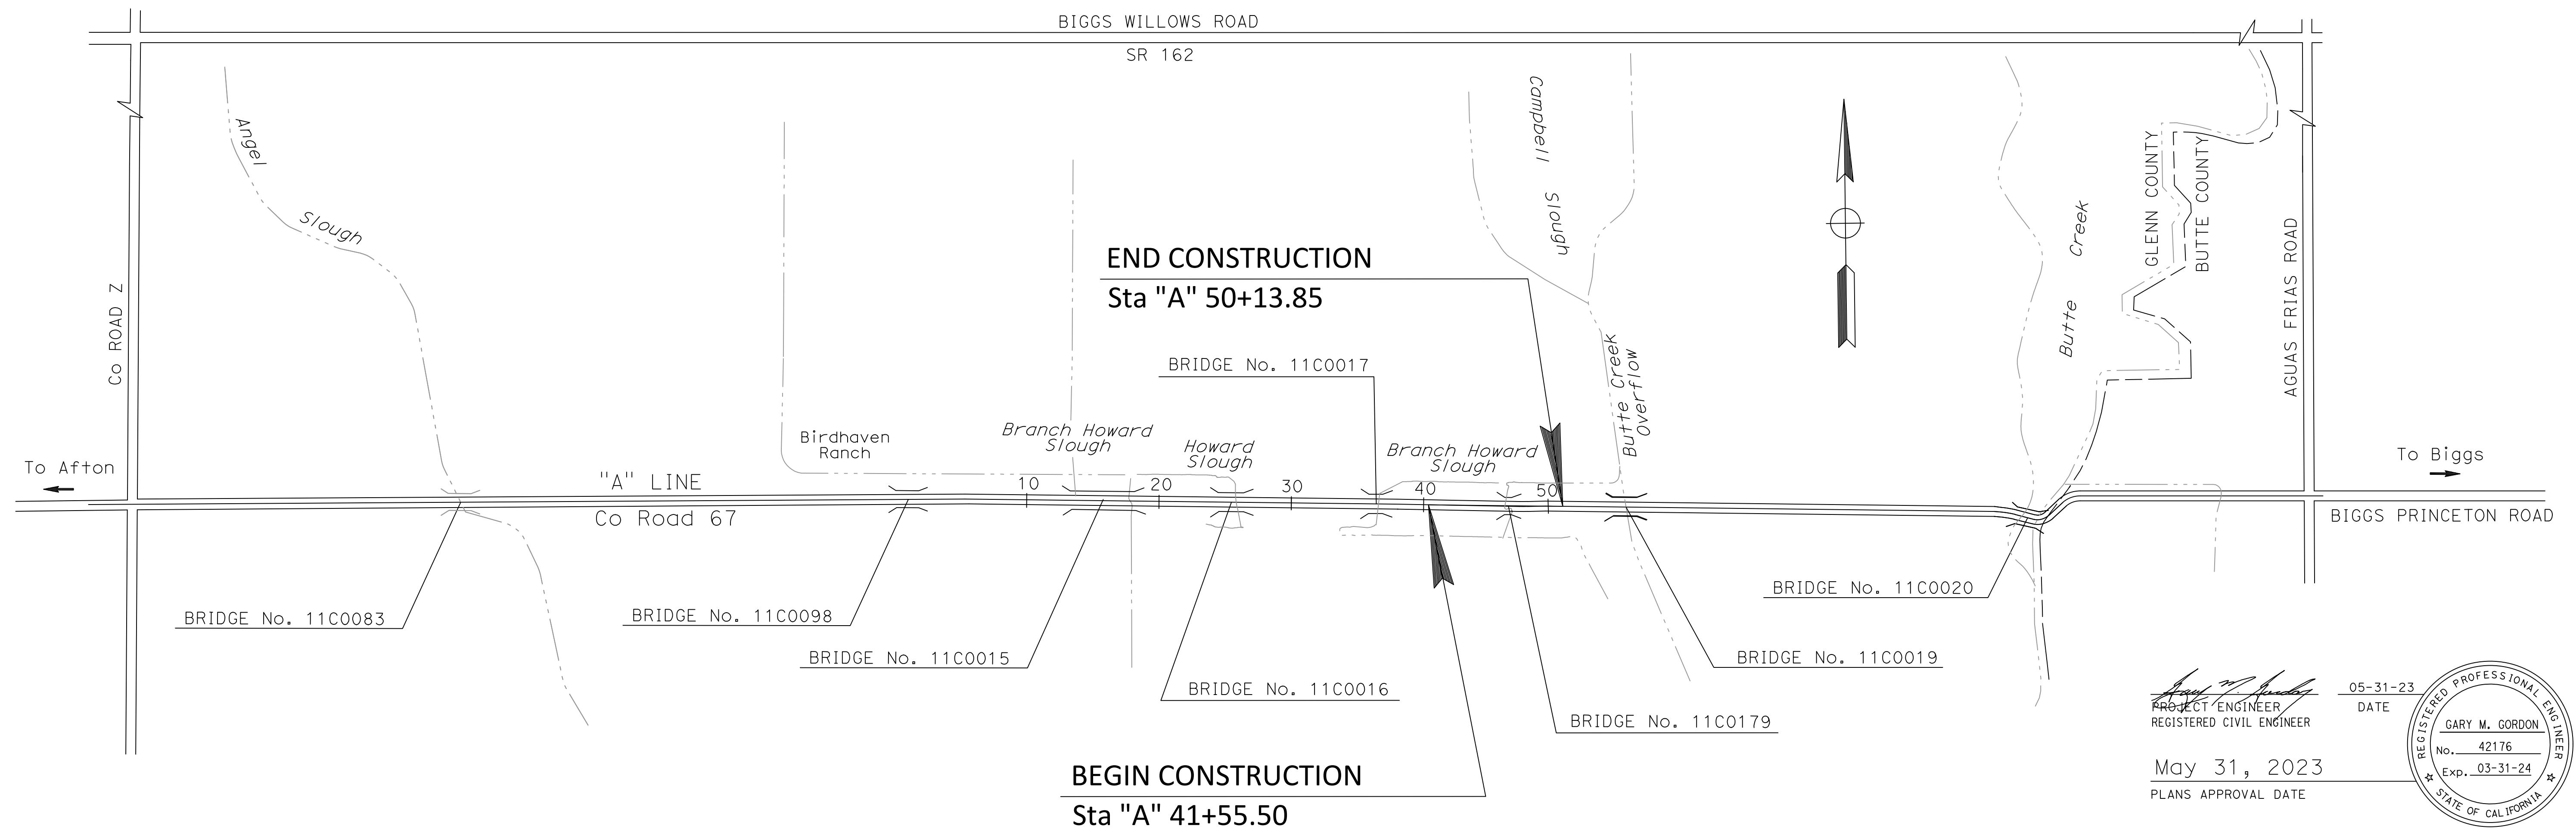 BIGGS WILLOWS ROAD
SR 162
Angel
Slough
Campbell Slough
Butte Creek
GLENN COUNTY
BUTTE COUNTY
AGUAS FRIAS ROAD
Co ROAD Z
END CONSTRUCTION
Sta "A" 50+13.85
BRIDGE No. 11C0017
Butte Creek
Overflow
Birdhaven
Ranch
Branch Howard
Slough
Howard
Slough
Branch Howard
Slough
To Afton
"A" LINE
10
20
30
40
50
To Biggs
Co Road 67
BIGGS PRINCETON ROAD
BRIDGE No. 11C0083
BRIDGE No. 11C0098
BRIDGE No. 11C0015
BRIDGE No. 11C0016
BRIDGE No. 11C0179
BRIDGE No. 11C0019
BRIDGE No. 11C0020
BEGIN CONSTRUCTION
Sta "A" 41+55.50
05-31-23
PROJECT ENGINEER
DATE
REGISTERED CIVIL ENGINEER
May 31, 2023
PLANS APPROVAL DATE
REGISTERED PROFESSIONAL ENGINEER
GARY M. GORDON
No. 42176
Exp. 03-31-24
STATE OF CALIFORNIA